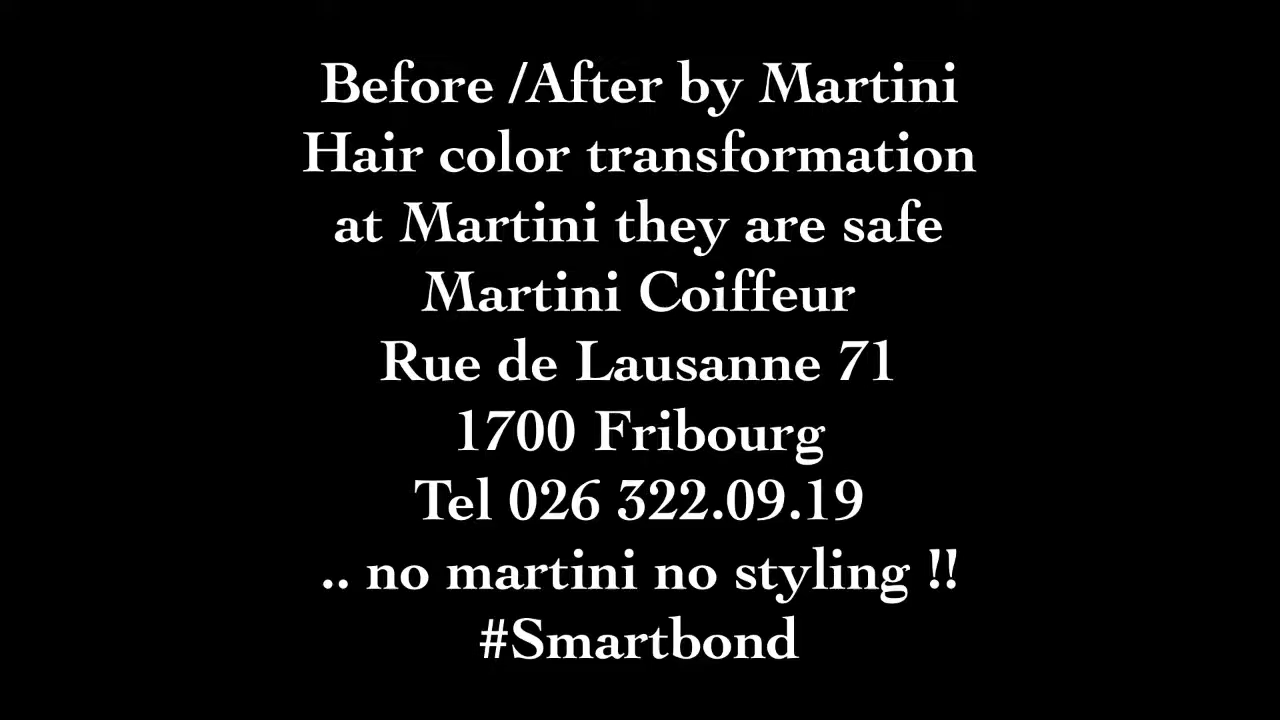 Before /After by Martini
Hair color transformation
at Martini they are safe
Martini Coiffeur
Rue de Lausanne 71
1700 Fribourg
Tel 026 322.09.19
.. no martini no styling !!
#Smartbond